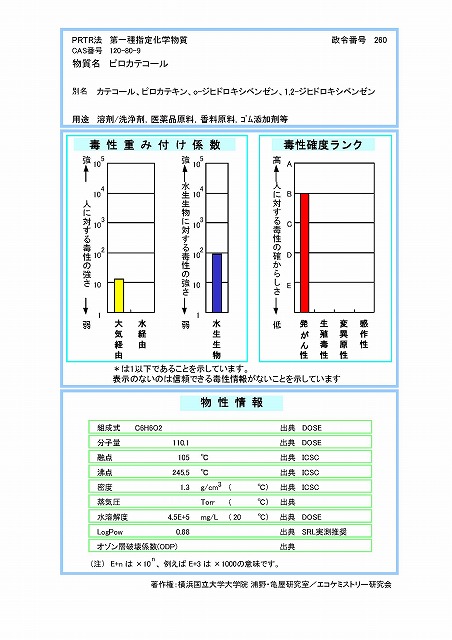 PRTR法 第一種指定化学物質 政令番号 260
CAS番号 120-80-9
物質名 ピロカテコール
別名 カテコール、ピロカテキン、o-ジヒドロキシベンゼン、1,2-ジヒドロキシベンゼン
用途 溶剤/洗浄剤, 医薬品原料, 香料原料, ゴム添加剤等
毒性重み付け係数
強 ← 人に対する毒性の強さ → 弱
10^5
10^4
10^3
10^2
10
1
大気経由
水経由
強 ← 水生生物に対する毒性の強さ → 弱
10^5
10^4
10^3
10^2
10
1
水生生物
毒性確度ランク
高 ← 人に対する毒性の確からしさ → 低
A
B
C
D
E
発がん性
生殖毒性
変異原性
感作性
*は1以下であることを示しています。
表示のないのは信頼できる毒性情報がないことを示しています
物性情報
組成式 C6H6O2 出典 DOSE
分子量 110.1 出典 DOSE
融点 105 ℃ 出典 ICSC
沸点 245.5 ℃ 出典 ICSC
密度 1.3 g/cm3 ( ℃) 出典 ICSC
蒸気圧 Torr ( ℃) 出典
水溶解度 4.5E+5 mg/L (20 ℃) 出典 DOSE
LogPow 0.88 出典 SRL実測推奨
オゾン層破壊係数(ODP) 出典
(注) E+n は ×10^n、例えば E+3 は ×1000の意味です。
著作権:横浜国立大学大学院 浦野・亀屋研究室/エコケミストリー研究会